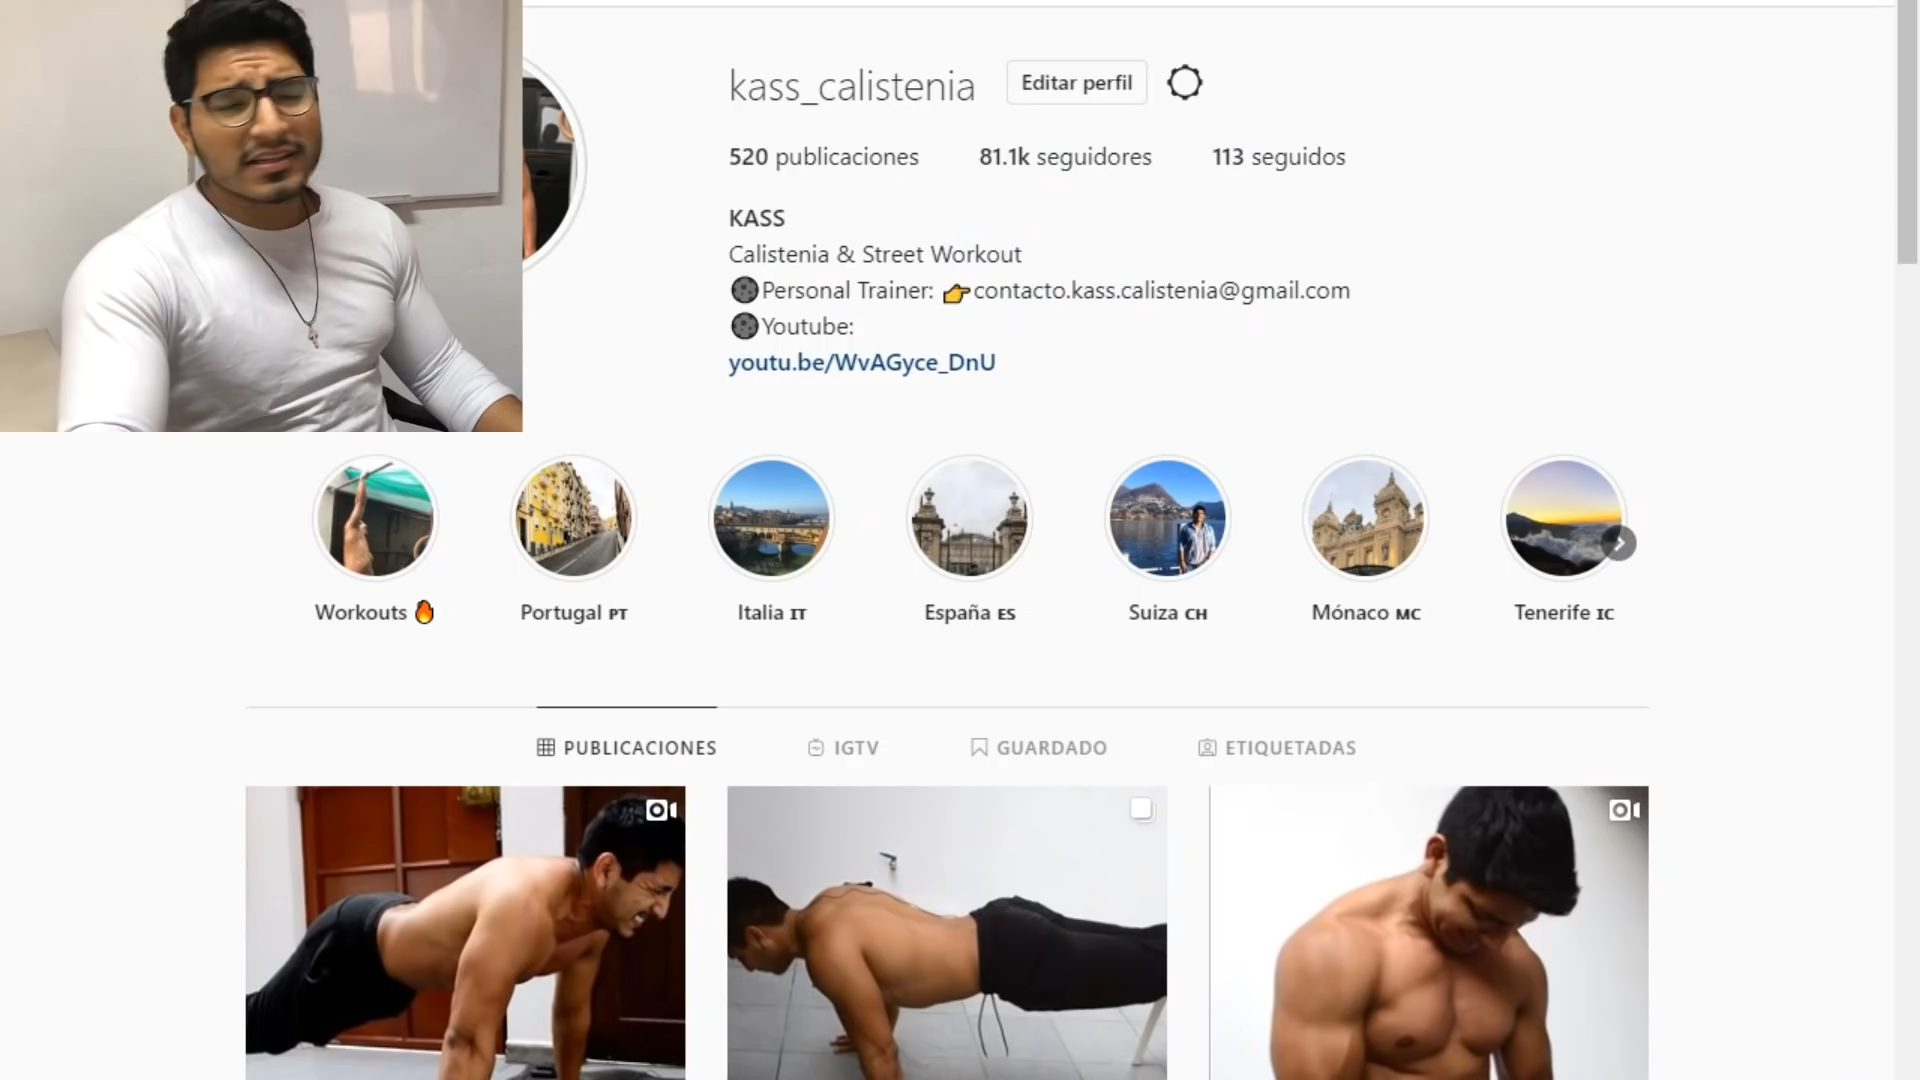 kass_calistenia Editar perfil
520 publicaciones 81.1k seguidores 113 seguidos
KASS
Calistenia & Street Workout
Personal Trainer: 👉contacto.kass.calistenia@gmail.com
Youtube:
youtu.be/WvAGyce_DnU
Workouts 🔥 Portugal PT Italia IT España ES Suiza CH Mónaco MC Tenerife IC
PUBLICACIONES IGTV GUARDADO ETIQUETADAS